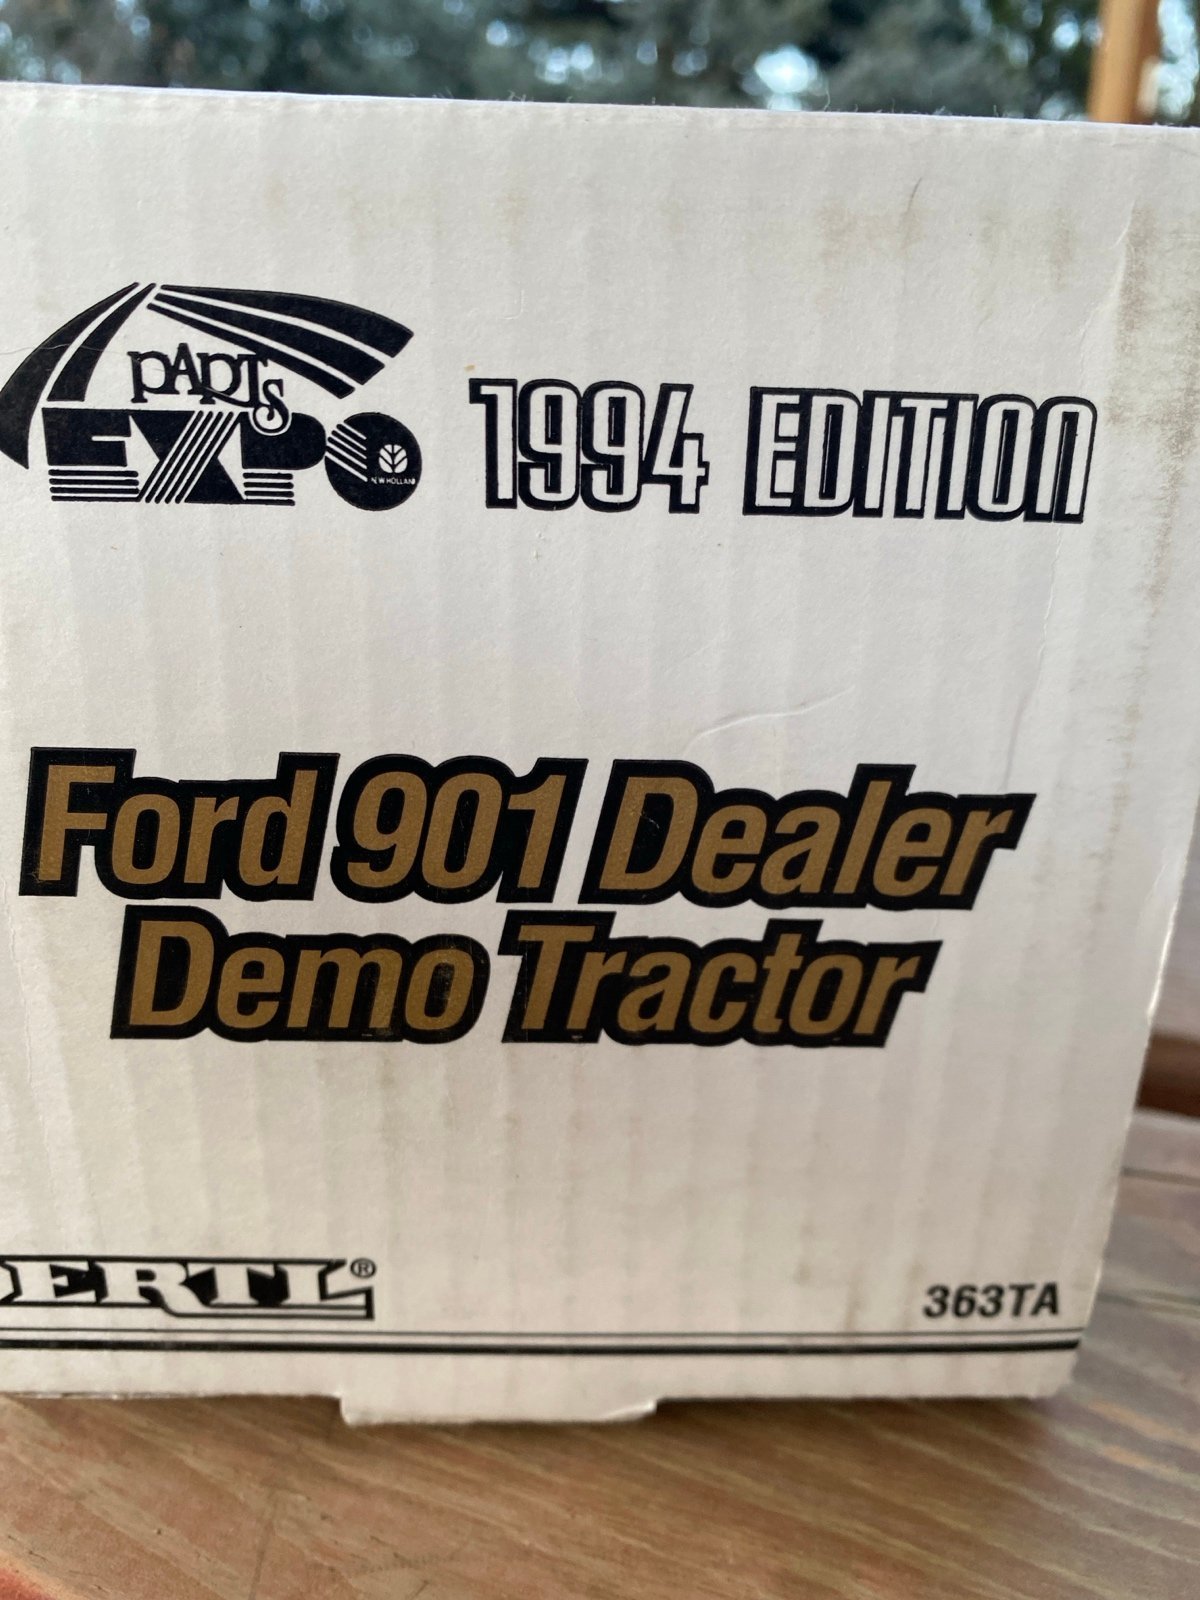 PARTS
EXPO
NEW HOLLAND
1994 EDITION
Ford 901 Dealer
Demo Tractor
ERTL®
363TA